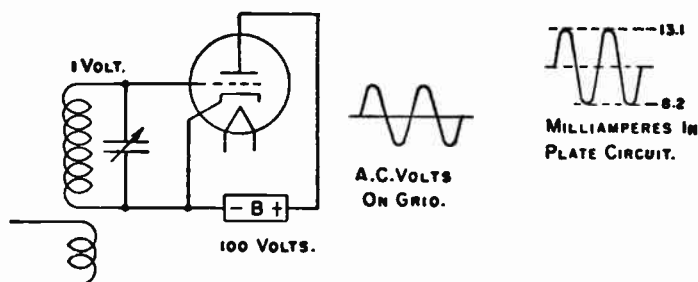 1 VOLT.
- B +
100 VOLTS.
A.C. VOLTS
ON GRID.
13.1
8.2
MILLIAMPERES IN
PLATE CIRCUIT.